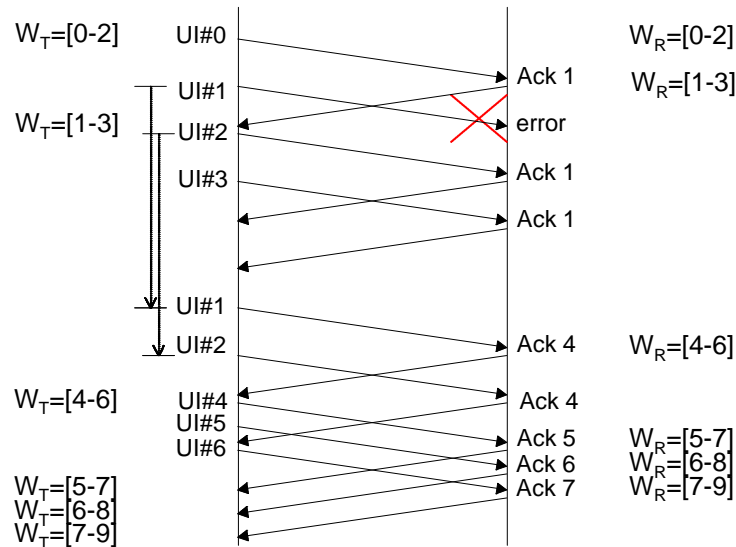 W_T=[0-2] UI#0 W_R=[0-2]
Ack 1 W_R=[1-3]
UI#1
W_T=[1-3] UI#2 error
UI#3 Ack 1
Ack 1
UI#1
UI#2 Ack 4 W_R=[4-6]
W_T=[4-6] UI#4 Ack 4
UI#5
UI#6 Ack 5 W_R=[5-7]
Ack 6 W_R=[6-8]
W_T=[5-7] Ack 7 W_R=[7-9]
W_T=[6-8]
W_T=[7-9]